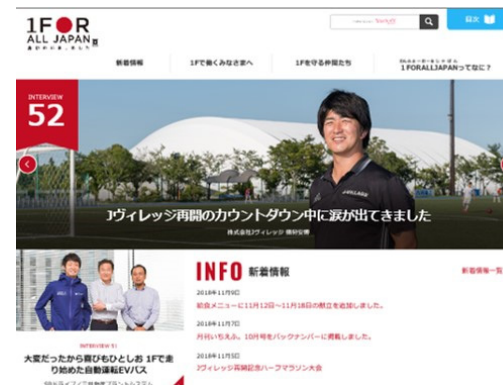 1F●R
ALL JAPAN
目次
新着情報
1Fで働くみなさまへ
1Fを守る仲間たち
1 FORALLJAPANってなに?
INTERVIEW
52
J-VILLAGE
Jヴィレッジ再開のカウントダウン中に涙が出てきました
INFO 新着情報
新着情報一覧
2018年11月9日
給食メニューに11月12日～11月18日の献立を追加しました。
2018年11月7日
月刊いちえふ。10月号をバックナンバーに掲載しました。
2018年11月5日
Jヴィレッジ再開記念ハーフマラソン大会
INTERVIEW 51
大変だったから喜びもひとしお 1Fで走
り始めた自動運転EVバス